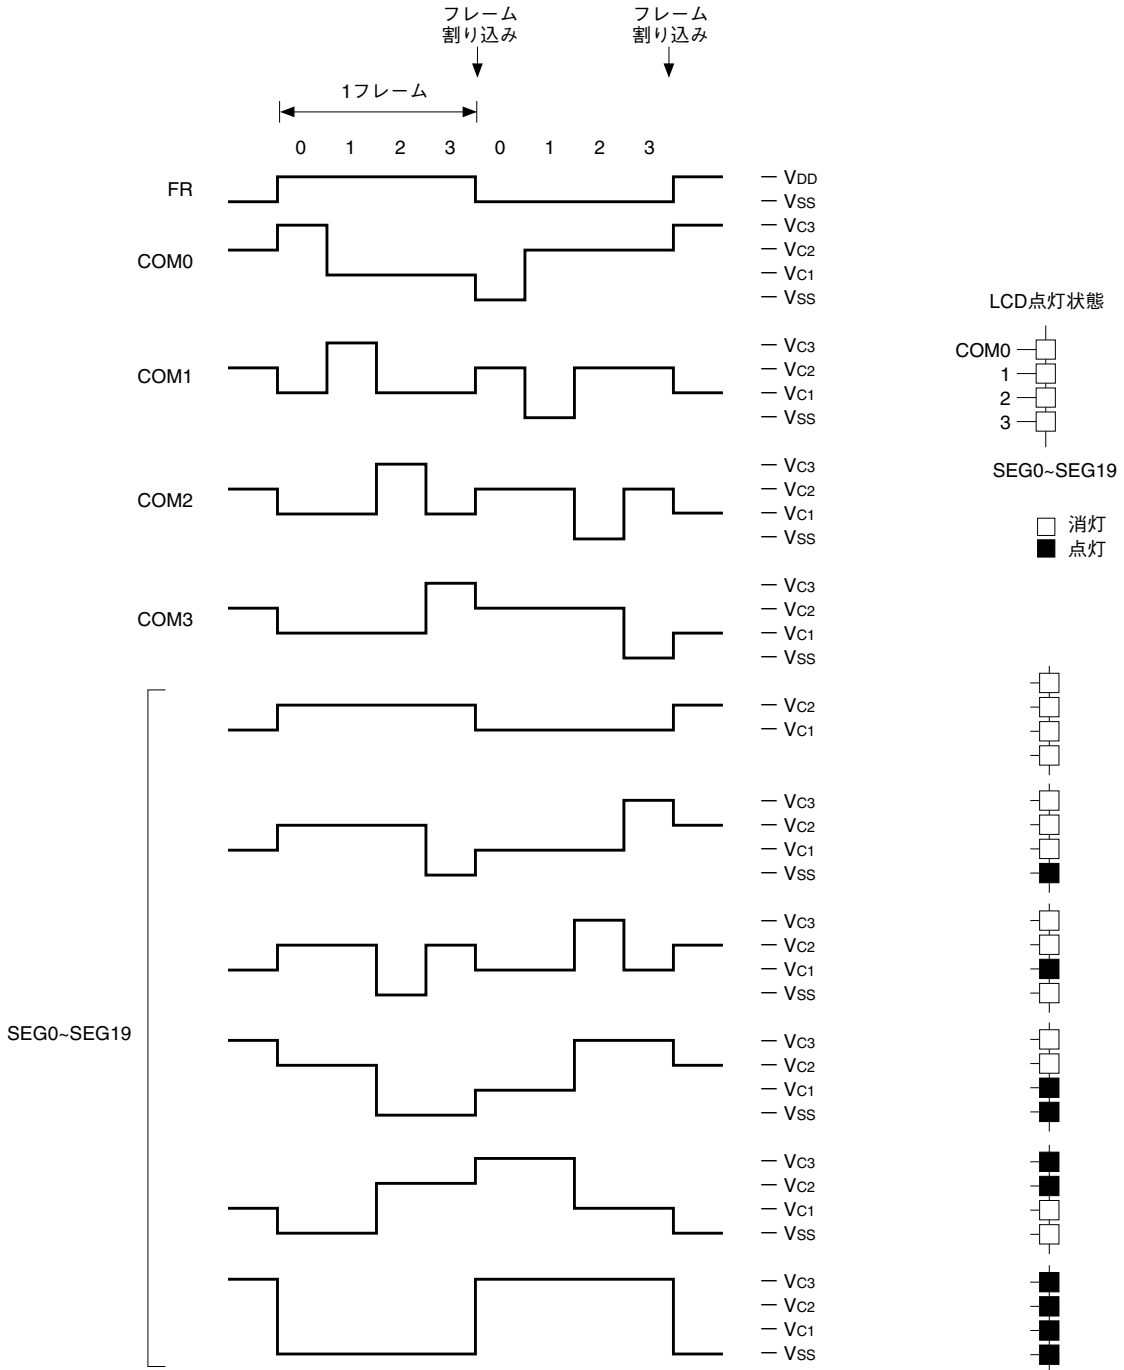 フレーム
割り込み
フレーム
割り込み
1フレーム
0 1 2 3 0 1 2 3
FR
VDD
VSS
COM0
VC3
VC2
VC1
VSS
LCD点灯状態
COM0
1
2
3
SEG0~SEG19
消灯
点灯
COM1
VC3
VC2
VC1
VSS
COM2
VC3
VC2
VC1
VSS
COM3
VC3
VC2
VC1
VSS
SEG0~SEG19
VC2
VC1
VC3
VC2
VC1
VSS
VC3
VC2
VC1
VSS
VC3
VC2
VC1
VSS
VC3
VC2
VC1
VSS
VC3
VC2
VC1
VSS